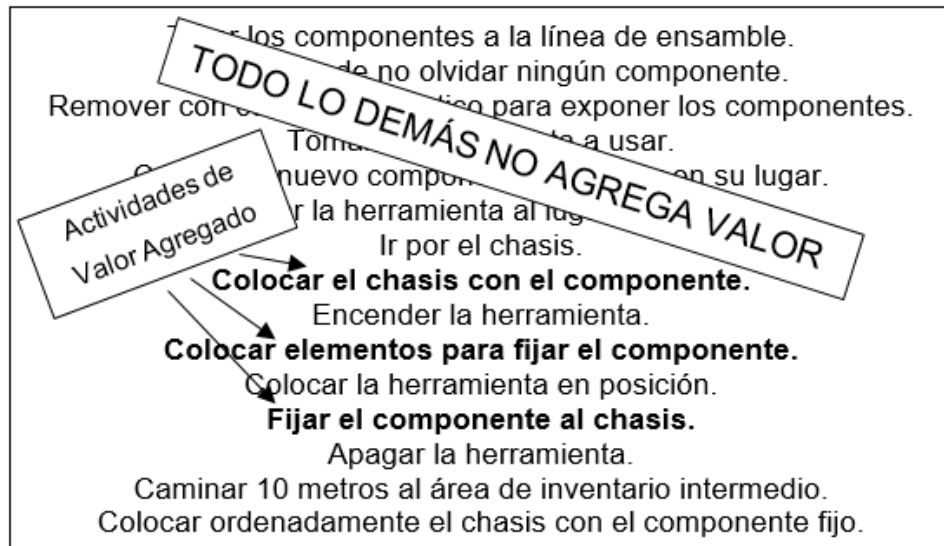 los componentes a la línea de ensamble.
de no olvidar ningún componente.
Remover con para exponer los componentes.
a usar.
nuevo en su lugar.
la herramienta al
Ir por el chasis.
Colocar el chasis con el componente.
Encender la herramienta.
Colocar elementos para fijar el componente.
Colocar la herramienta en posición.
Fijar el componente al chasis.
Apagar la herramienta.
Caminar 10 metros al área de inventario intermedio.
Colocar ordenadamente el chasis con el componente fijo.
TODO LO DEMÁS NO AGREGA VALOR
Actividades de
Valor Agregado